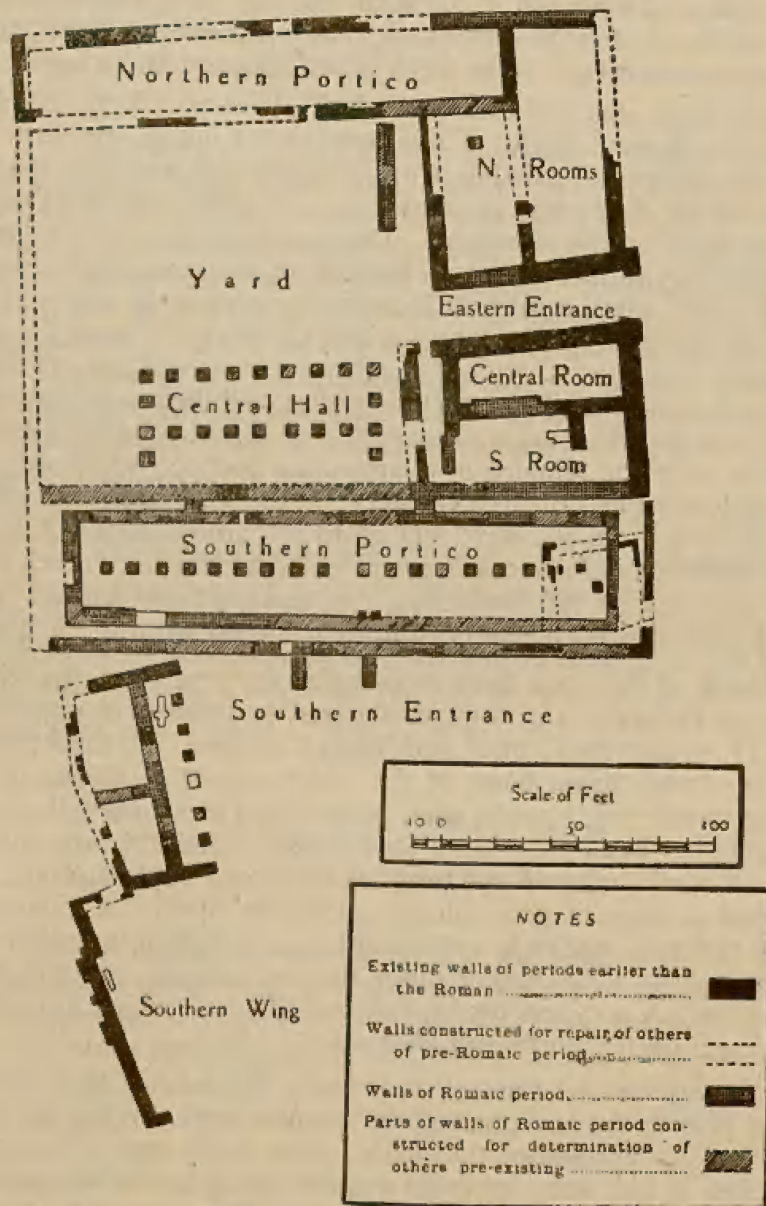 Northern Portico
N. Rooms
Yard
Eastern Entrance
Central Room
Central Hall
S Room
Southern Portico
Southern Entrance
Scale of Feet
10 0 50 100
NOTES
Existing walls of periods earlier than
the Roman
Walls constructed for repair of others
of pre-Romaic period
Walls of Romaic period.
Parts of walls of Romaic period con-
structed for determination of
others pre-existing
Southern Wing